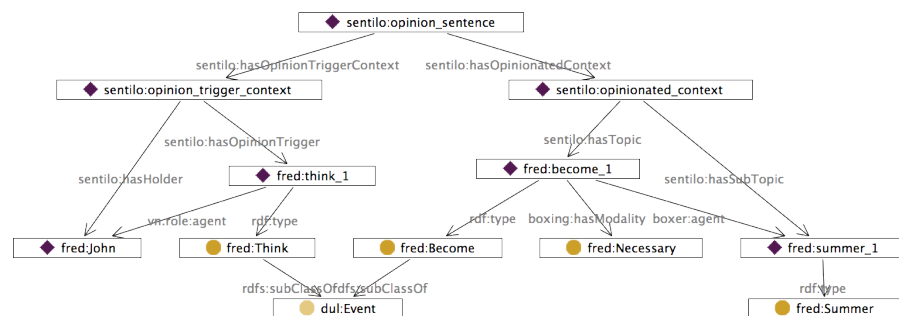 sentilo:opinion_sentence
sentilo:hasOpinionTriggerContext sentilo:hasOpinionatedContext
sentilo:opinion_trigger_context sentilo:opinionated_context
sentilo:hasOpinionTrigger sentilo:hasTopic
fred:think_1 fred:become_1
sentilo:hasHolder sentilo:hasSubTopic
vn.role:agent rdf:type rdf:type boxing:hasModality boxer:agent
fred:John fred:Think fred:Become fred:Necessary fred:summer_1
rdfs:subClassOf rdfs:subClassOf rdf:type
dul:Event fred:Summer